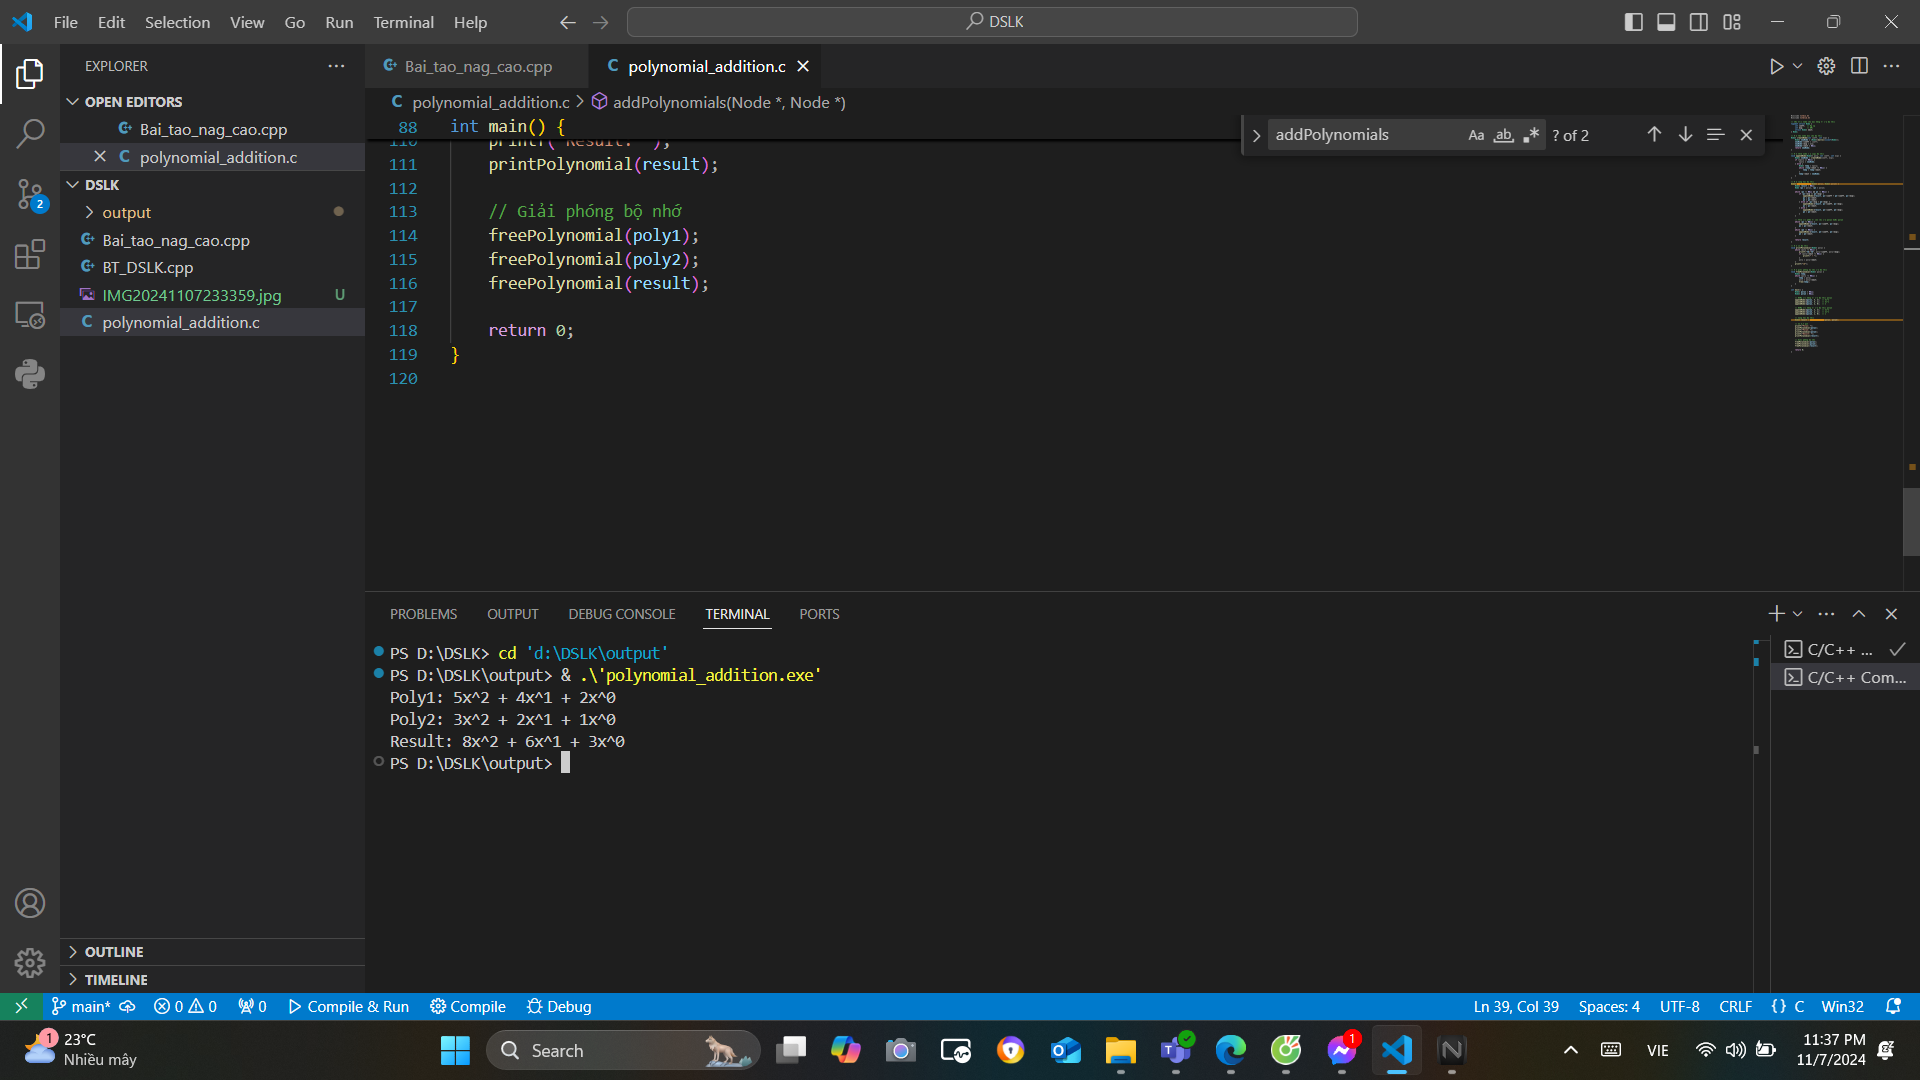 File Edit Selection View Go Run Terminal Help
DSLK
EXPLORER
OPEN EDITORS
Bai_tao_nag_cao.cpp
polynomial_addition.c
DSLK
output
Bai_tao_nag_cao.cpp
BT_DSLK.cpp
IMG20241107233359.jpg U
polynomial_addition.c
OUTLINE
TIMELINE
2
Bai_tao_nag_cao.cpp polynomial_addition.c
polynomial_addition.c > addPolynomials(Node *, Node *)
addPolynomials Aa ab ? of 2
88 int main() {
110 printf("Result: ");
111 printPolynomial(result);
112
113 // Giải phóng bộ nhớ
114 freePolynomial(poly1);
115 freePolynomial(poly2);
116 freePolynomial(result);
117
118 return 0;
119 }
120
PROBLEMS OUTPUT DEBUG CONSOLE TERMINAL PORTS
PS D:\DSLK> cd 'd:\DSLK\output'
PS D:\DSLK\output> & .\'polynomial_addition.exe'
Poly1: 5x^2 + 4x^1 + 2x^0
Poly2: 3x^2 + 2x^1 + 1x^0
Result: 8x^2 + 6x^1 + 3x^0
PS D:\DSLK\output>
C/C++ ...
C/C++ Com...
main* 0 0 0 Compile & Run Compile Debug
Ln 39, Col 39 Spaces: 4 UTF-8 CRLF {} C Win32
1
23°C
Nhiều mây
Search
1
VIE
11:37 PM
11/7/2024